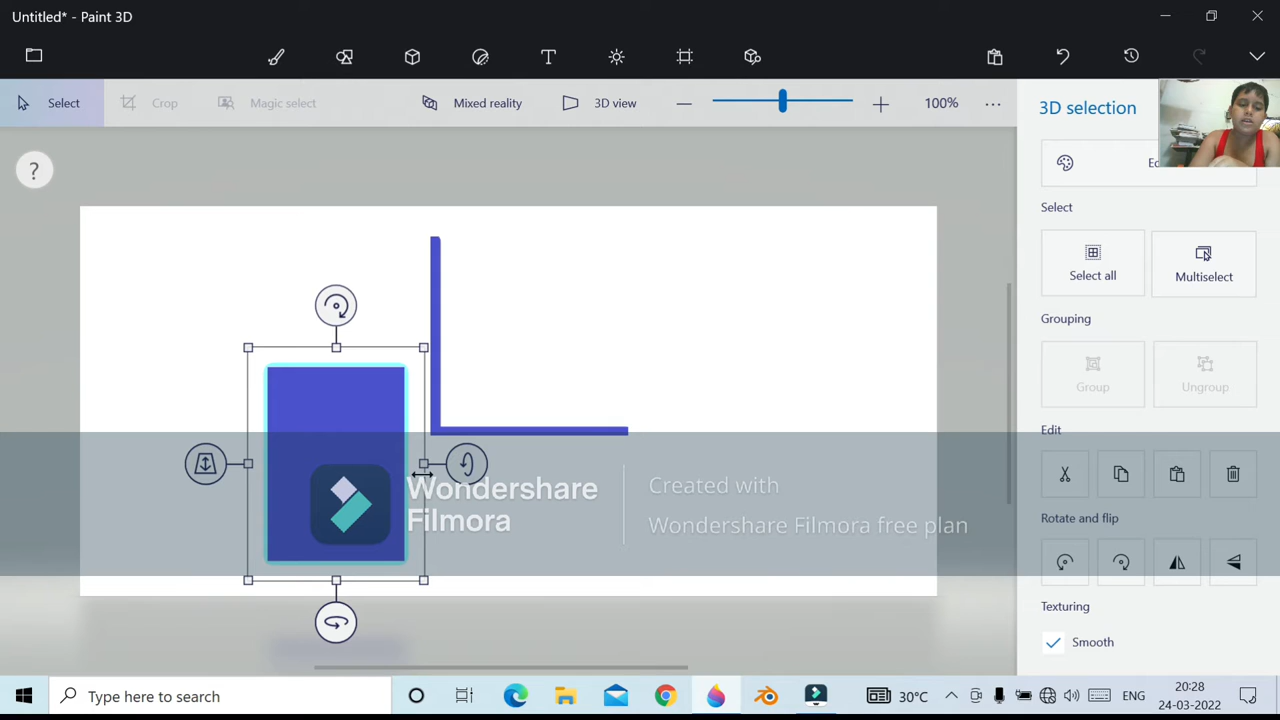 Untitled* - Paint 3D
Select
Crop
Magic select
Mixed reality
3D view
100%
?
3D selection
Select
Select all
Multiselect
Grouping
Group
Ungroup
Edit
Wondershare
Filmora
Created with
Wondershare Filmora free plan
Rotate and flip
Texturing
Smooth
Type here to search
30°C
ENG
20:28
24-03-2022